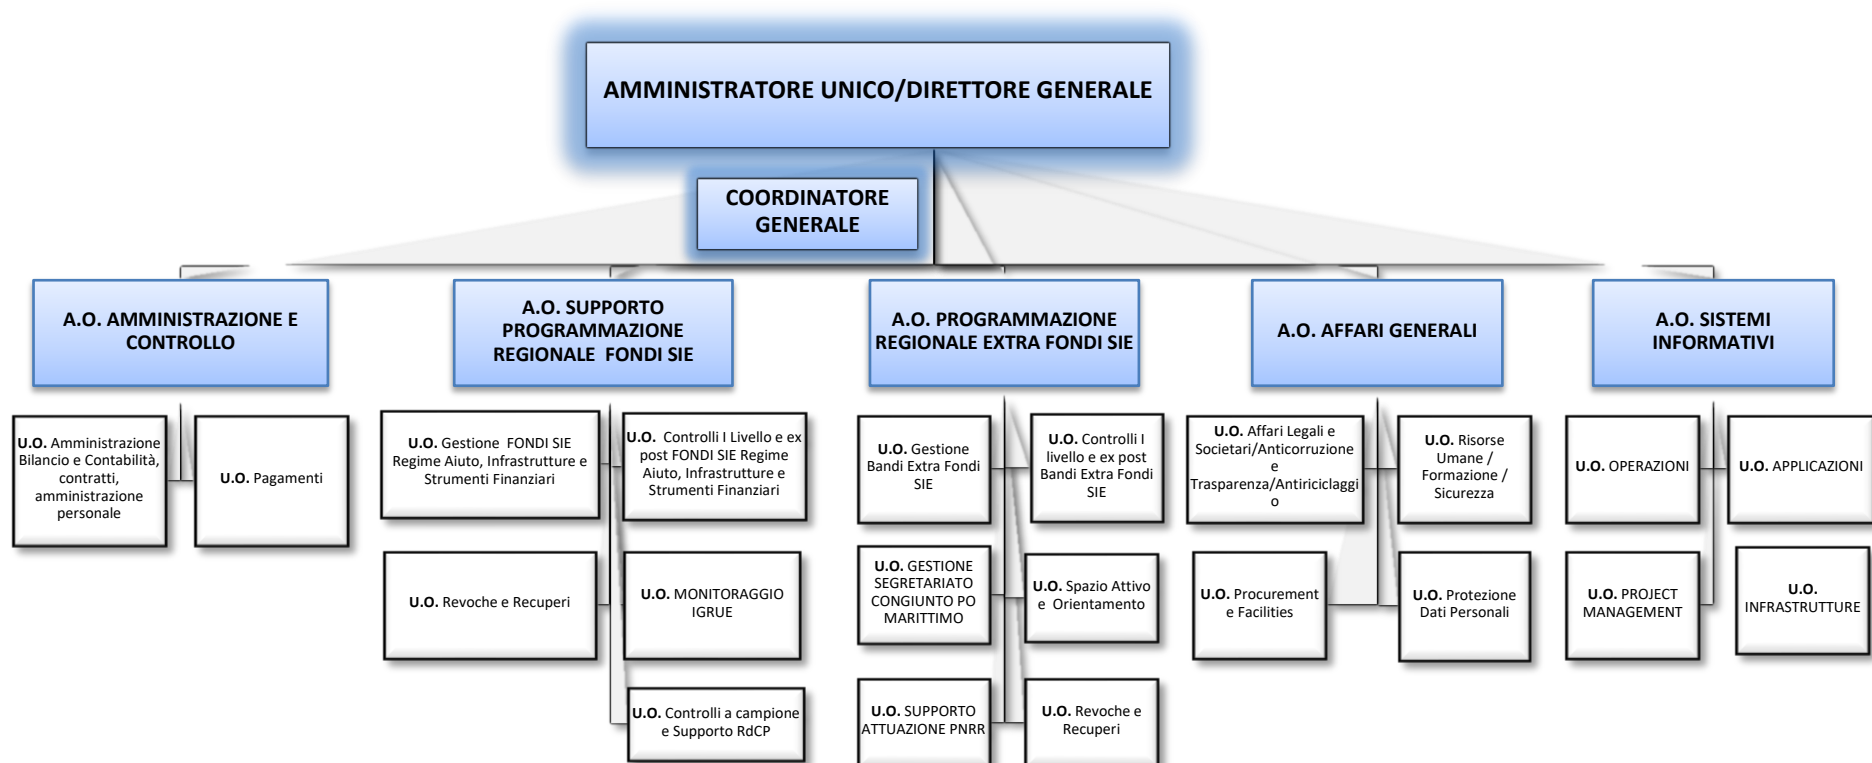 AMMINISTRATORE UNICO/DIRETTORE GENERALE
COORDINATORE
GENERALE
A.O. AMMINISTRAZIONE E
CONTROLLO
A.O. SUPPORTO
PROGRAMMAZIONE
REGIONALE FONDI SIE
A.O. PROGRAMMAZIONE
REGIONALE EXTRA FONDI SIE
A.O. AFFARI GENERALI
A.O. SISTEMI
INFORMATIVI
U.O. Amministrazione
Bilancio e Contabilità,
contratti,
amministrazione
personale
U.O. Pagamenti
U.O. Gestione FONDI SIE
Regime Aiuto, Infrastrutture e
Strumenti Finanziari
U.O. Controlli I Livello e ex
post FONDI SIE Regime
Aiuto, Infrastrutture e
Strumenti Finanziari
U.O. Revoche e Recuperi
U.O. MONITORAGGIO
IGRUE
U.O. Controlli a campione
e Supporto RdCP
U.O. Gestione
Bandi Extra Fondi
SIE
U.O. Controlli I
livello e ex post
Bandi Extra Fondi
SIE
U.O. GESTIONE
SEGRETARIATO
CONGIUNTO PO
MARITTIMO
U.O. Spazio Attivo
e Orientamento
U.O. SUPPORTO
ATTUAZIONE PNRR
U.O. Revoche e
Recuperi
U.O. Affari Legali e
Societari/Anticorruzione
e
Trasparenza/Antiriciclaggi
o
U.O. Risorse
Umane /
Formazione /
Sicurezza
U.O. Procurement
e Facilities
U.O. Protezione
Dati Personali
U.O. OPERAZIONI
U.O. APPLICAZIONI
U.O. PROJECT
MANAGEMENT
U.O.
INFRASTRUTTURE